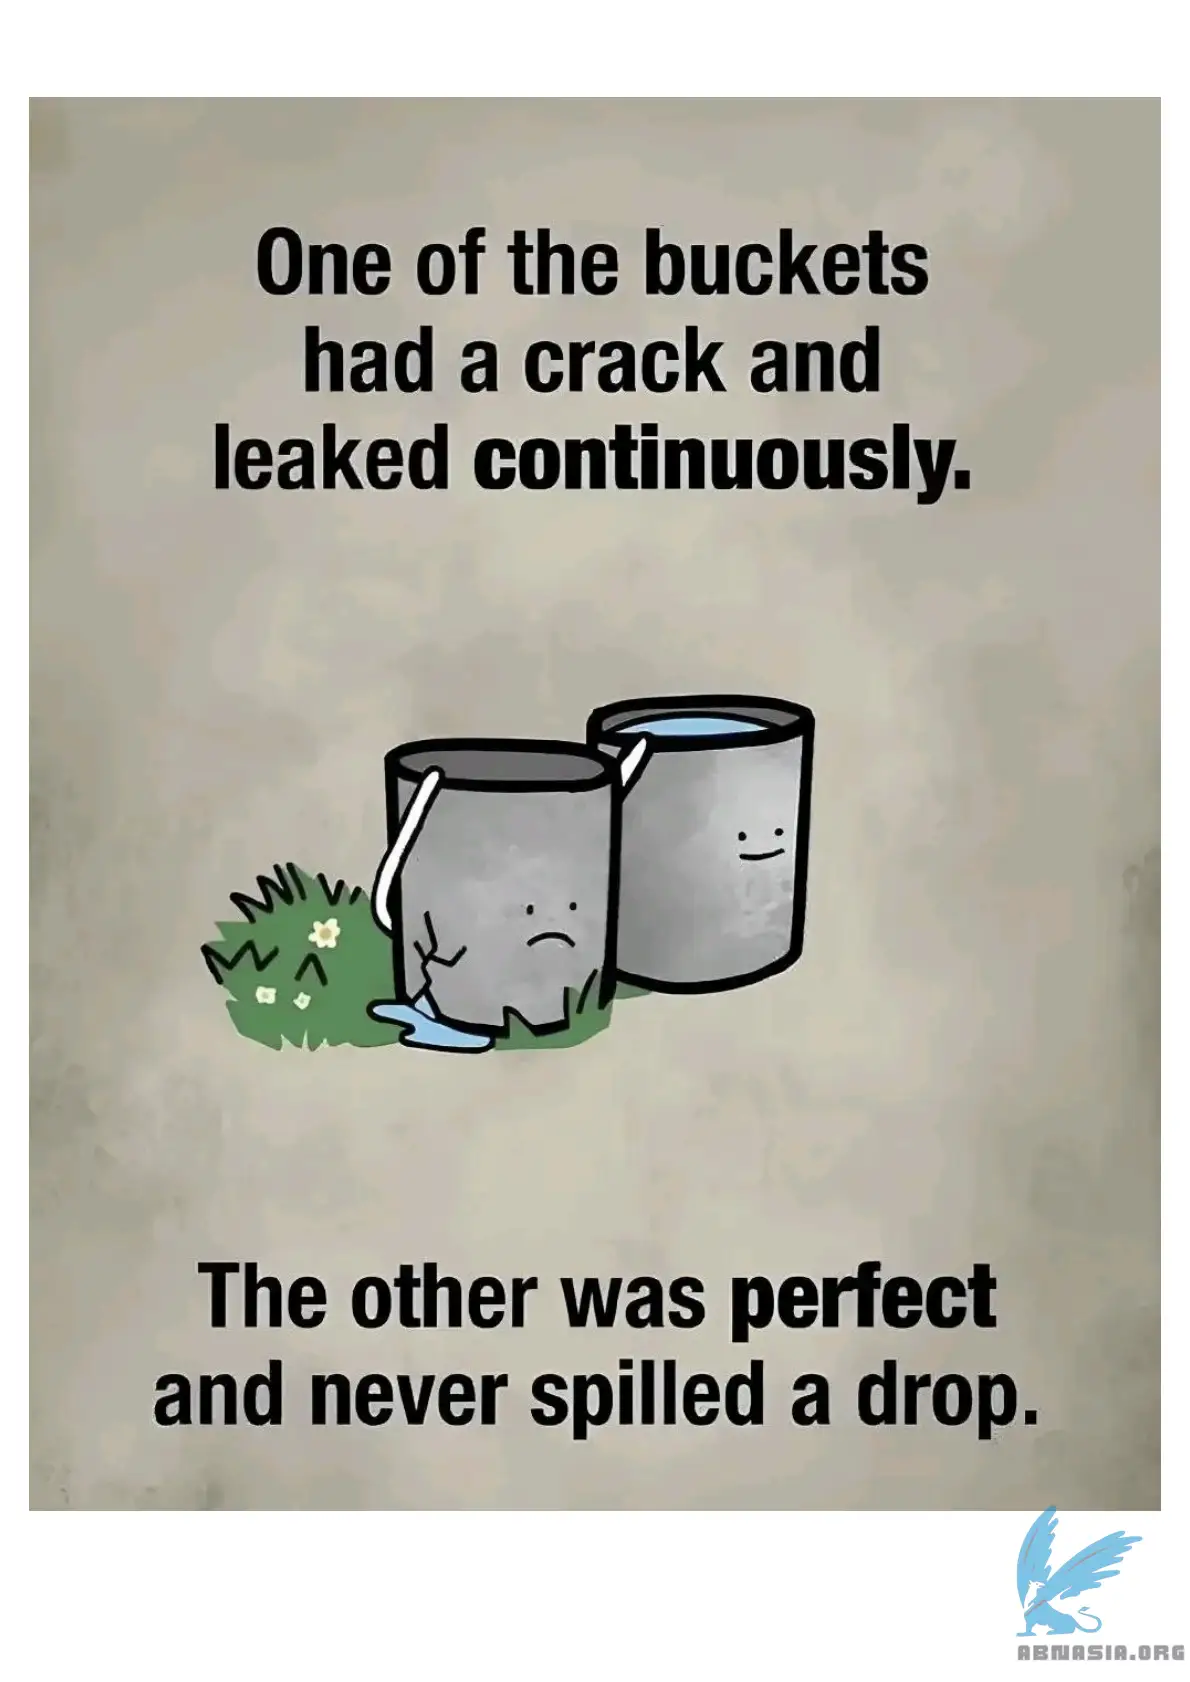 One of the buckets
had a crack and
leaked continuously.
The other was perfect
and never spilled a drop.
ABNASIA.ORG